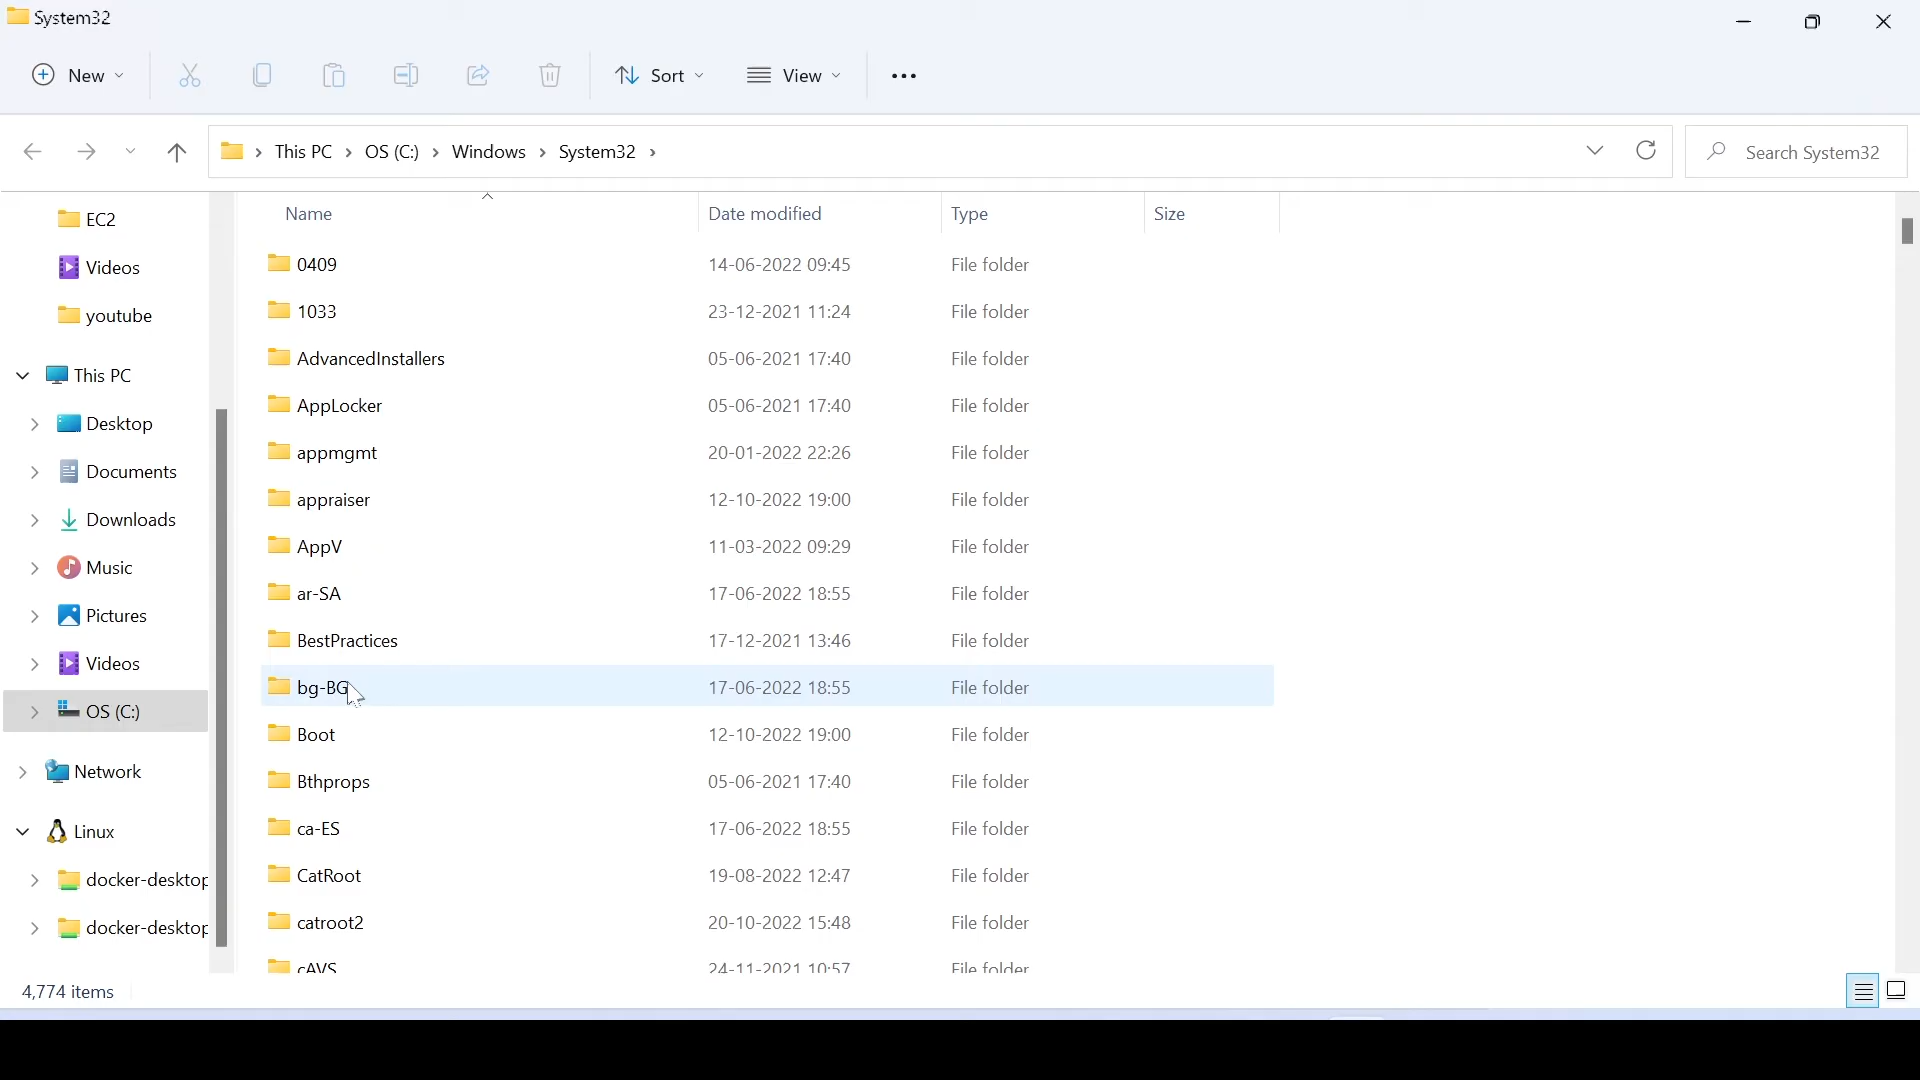 System32
New
Sort
View
This PC > OS (C:) > Windows > System32 >
Search System32
EC2
Videos
youtube
This PC
Desktop
Documents
Downloads
Music
Pictures
Videos
OS (C:)
Network
Linux
docker-desktop
docker-desktop
Name Date modified Type Size
0409 14-06-2022 09:45 File folder
1033 23-12-2021 11:24 File folder
AdvancedInstallers 05-06-2021 17:40 File folder
AppLocker 05-06-2021 17:40 File folder
appmgmt 20-01-2022 22:26 File folder
appraiser 12-10-2022 19:00 File folder
AppV 11-03-2022 09:29 File folder
ar-SA 17-06-2022 18:55 File folder
BestPractices 17-12-2021 13:46 File folder
bg-BG 17-06-2022 18:55 File folder
Boot 12-10-2022 19:00 File folder
Bthprops 05-06-2021 17:40 File folder
ca-ES 17-06-2022 18:55 File folder
CatRoot 19-08-2022 12:47 File folder
catroot2 20-10-2022 15:48 File folder
cAVS 24-11-2021 10:57 File folder
4,774 items